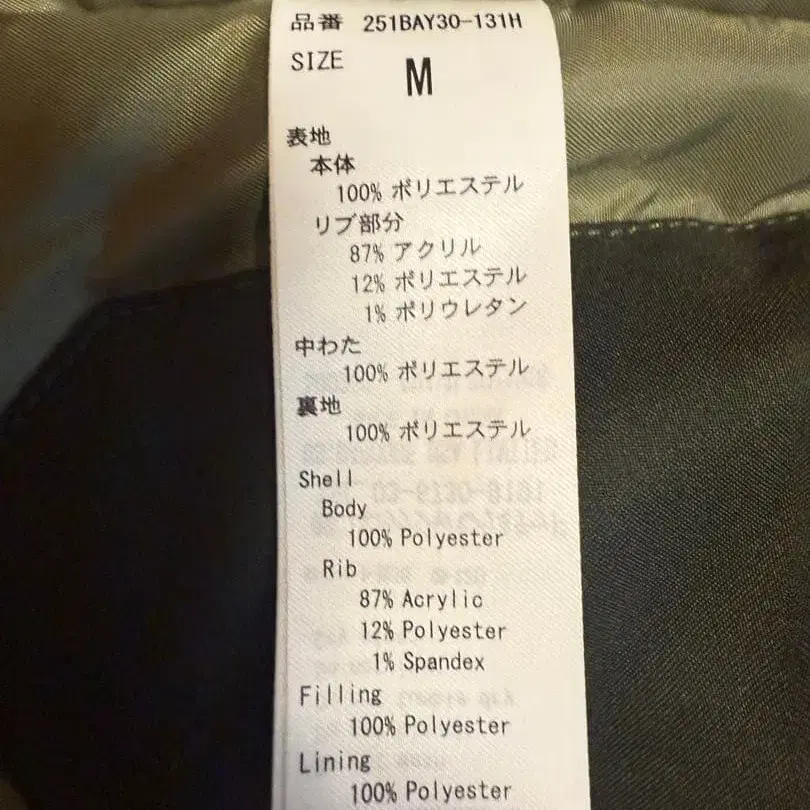 品番 251BAY30-131H
SIZE M
表地
本体
100% ポリエステル
リブ部分
87% アクリル
12% ポリエステル
1% ポリウレタン
中わた
100% ポリエステル
裏地
100% ポリエステル
Shell
Body
100% Polyester
Rib
87% Acrylic
12% Polyester
1% Spandex
Filling
100% Polyester
Lining
100% Polyester